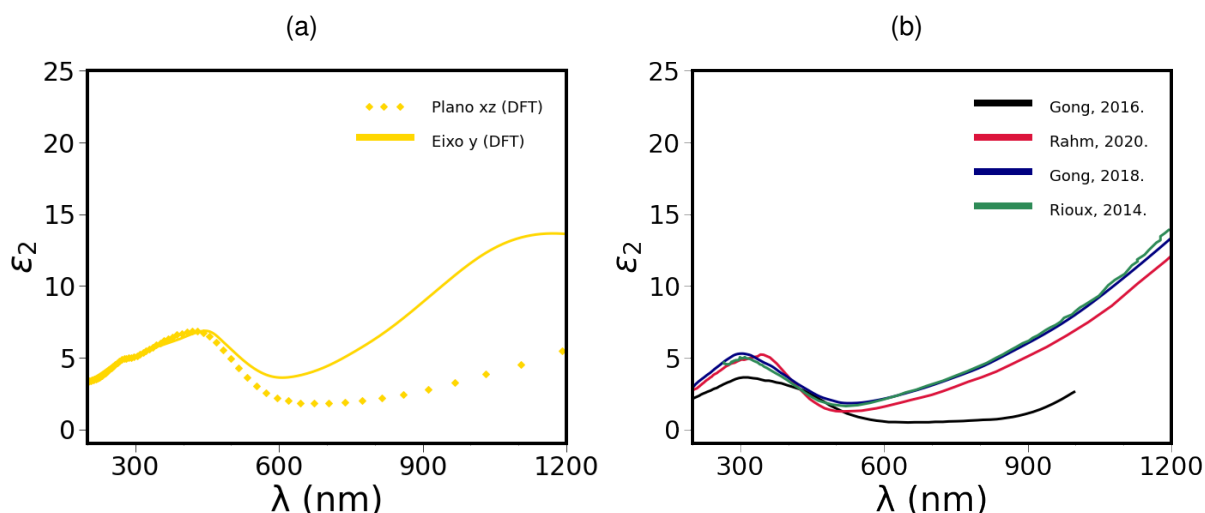 (a)
25
20
15
10
5
0
ε2
300
600
900
1200
λ (nm)
Plano xz (DFT)
Eixo y (DFT)
(b)
25
20
15
10
5
0
ε2
300
600
900
1200
λ (nm)
Gong, 2016.
Rahm, 2020.
Gong, 2018.
Rioux, 2014.